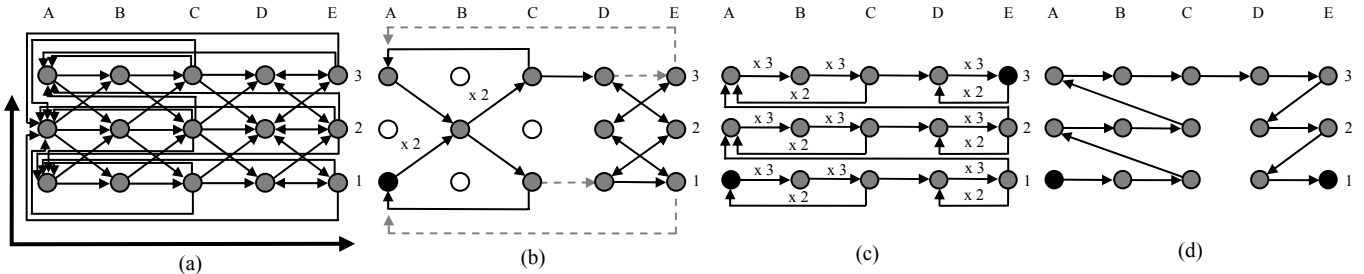 A B C D E A B C D E A B C D E A B C D E
3 3 x 3 x 3 x 3 3 3
x 2 x 2 x 2
2 2 x 3 x 3 x 3 2 2
x 2 x 2 x 2
1 1 x 3 x 3 x 3 1 1
x 2 x 2
(a) (b) (c) (d)